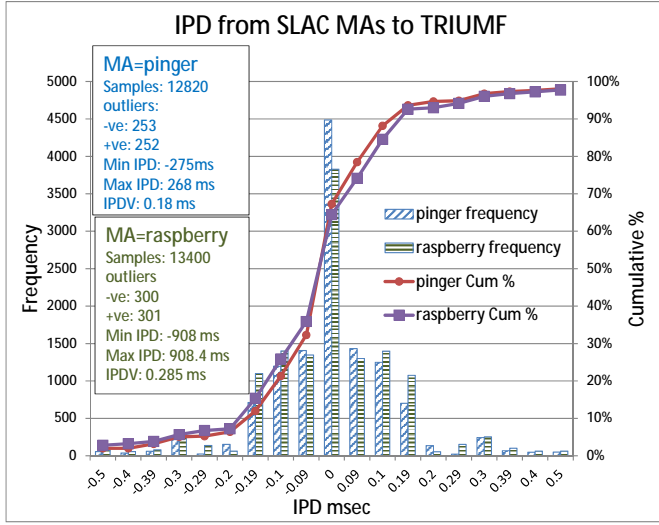 IPD from SLAC MAs to TRIUMF
MA=pinger
Samples: 12820
outliers:
-ve: 253
+ve: 252
Min IPD: -275ms
Max IPD: 268 ms
IPDV: 0.18 ms
MA=raspberry
Samples: 13400
outliers
-ve: 300
+ve: 301
Min IPD: -908 ms
Max IPD: 908.4 ms
IPDV: 0.285 ms
Frequency
5000
4500
4000
3500
3000
2500
2000
1500
1000
500
0
pinger frequency
raspberry frequency
pinger Cum %
raspberry Cum %
100%
90%
80%
70%
60%
50%
40%
30%
20%
10%
0%
Cumulative %
-0.5 -0.4 -0.39 -0.3 -0.29 -0.2 -0.19 -0.1 -0.09 0 0.09 0.1 0.19 0.2 0.29 0.3 0.39 0.4 0.5
IPD msec